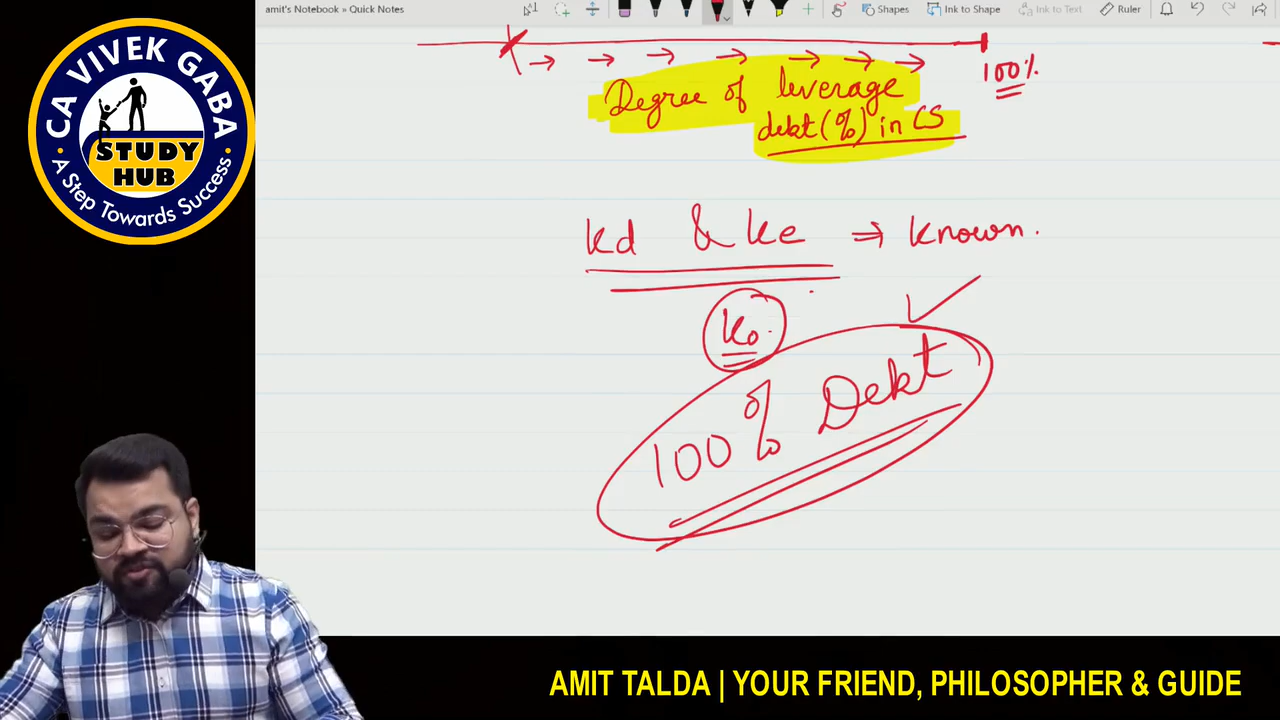 amit's Notebook » Quick Notes
Shapes
Ink to Shape
Ink to Text
Ruler
CA VIVEK GABA
STUDY
HUB
A Step Towards Success
100%
Degree of leverage
debt (%) in CS
kd & ke ⇒ known.
ko
100% Debt
AMIT TALDA | YOUR FRIEND, PHILOSOPHER & GUIDE